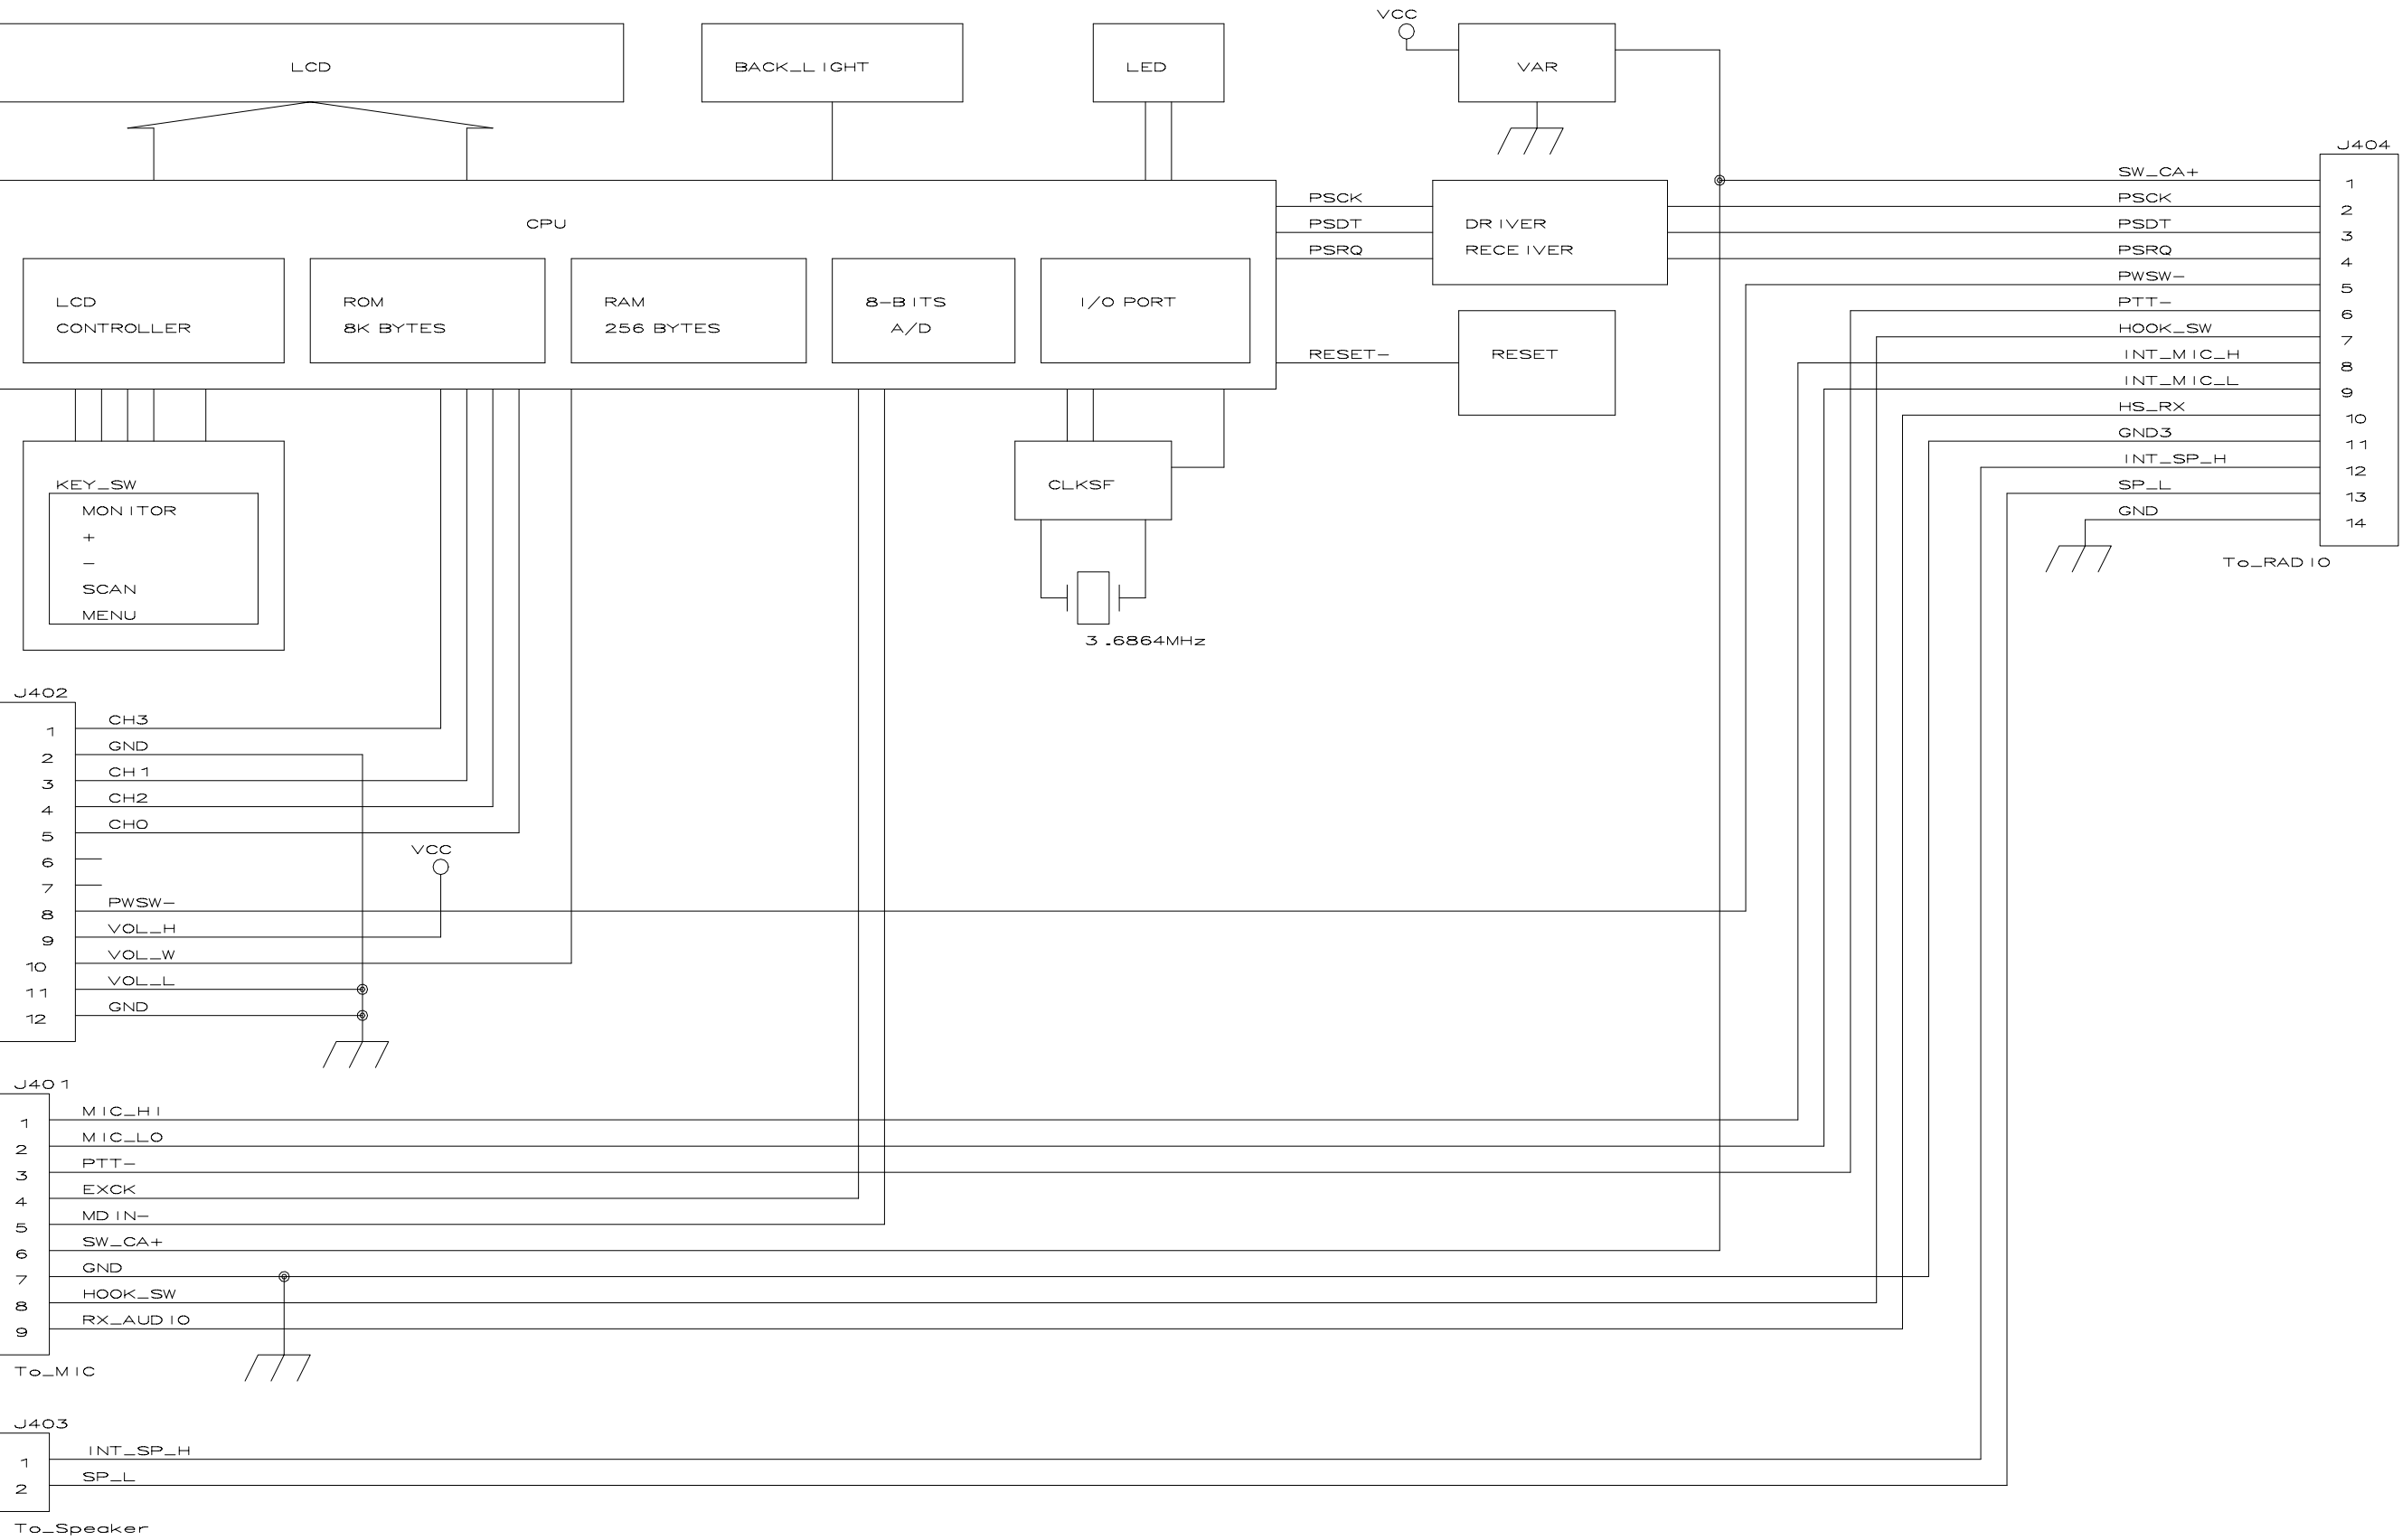 LCD
BACK_LIGHT
LED
VCC
VAR
CPU
LCD
CONTROLLER
ROM
8K BYTES
RAM
256 BYTES
8-BITS
A/D
I/O PORT
PSCK
PSDT
PSRQ
DRIVER
RECEIVER
RESET-
RESET
CLKSF
3.6864MHz
KEY_SW
MONITOR
+
-
SCAN
MENU
J404
SW_CA+ 1
PSCK 2
PSDT 3
PSRQ 4
PWSW- 5
PTT- 6
HOOK_SW 7
INT_MIC_H 8
INT_MIC_L 9
HS_RX 10
GND3 11
INT_SP_H 12
SP_L 13
GND 14
To_RADIO
J402
1 CH3
2 GND
3 CH1
4 CH2
5 CH0
6
7
8 PWSW-
9 VOL_H
10 VOL_W
11 VOL_L
12 GND
VCC
J401
1 MIC_HI
2 MIC_LO
3 PTT-
4 EXCK
5 MDIN-
6 SW_CA+
7 GND
8 HOOK_SW
9 RX_AUDIO
To_MIC
J403
1 INT_SP_H
2 SP_L
To_Speaker